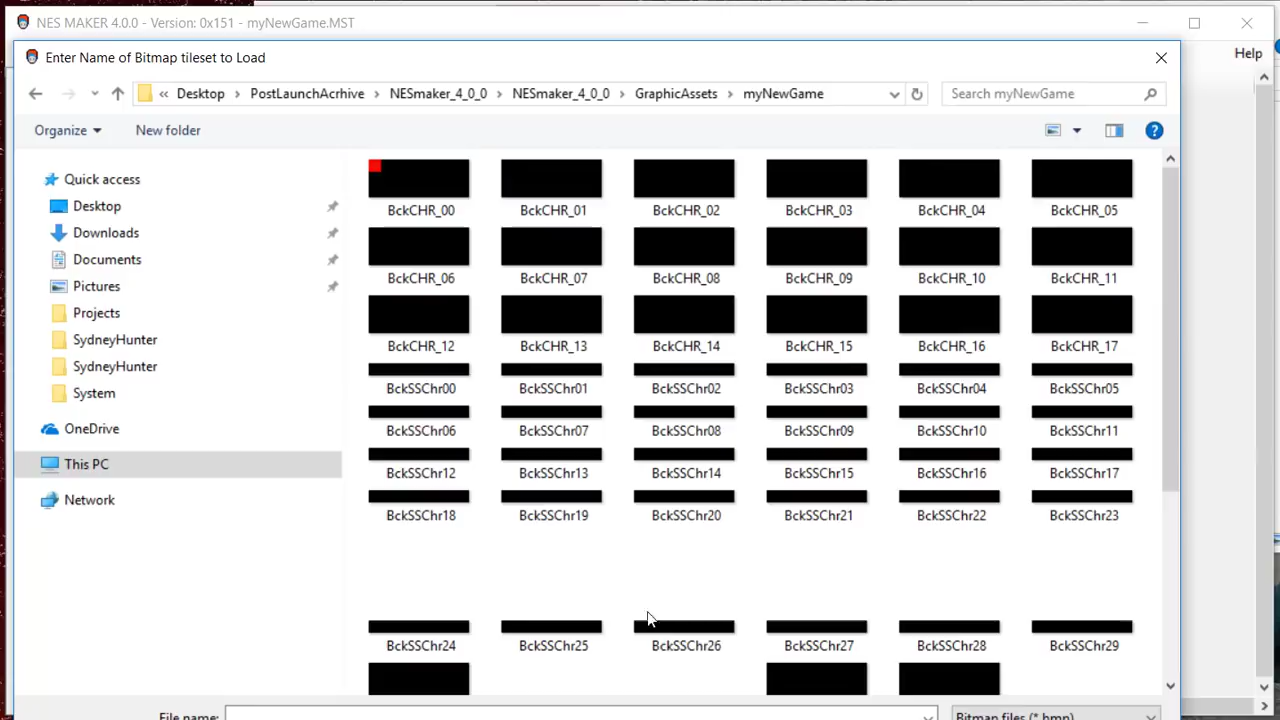 NES MAKER 4.0.0 - Version: 0x151 - myNewGame.MST
Enter Name of Bitmap tileset to Load
Help
« Desktop › PostLaunchAcrhive › NESmaker_4_0_0 › NESmaker_4_0_0 › GraphicAssets › myNewGame
Search myNewGame
Organize
New folder
Quick access
Desktop
Downloads
Documents
Pictures
Projects
SydneyHunter
SydneyHunter
System
OneDrive
This PC
Network
BckCHR_00 BckCHR_01 BckCHR_02 BckCHR_03 BckCHR_04 BckCHR_05
BckCHR_06 BckCHR_07 BckCHR_08 BckCHR_09 BckCHR_10 BckCHR_11
BckCHR_12 BckCHR_13 BckCHR_14 BckCHR_15 BckCHR_16 BckCHR_17
BckSSChr00 BckSSChr01 BckSSChr02 BckSSChr03 BckSSChr04 BckSSChr05
BckSSChr06 BckSSChr07 BckSSChr08 BckSSChr09 BckSSChr10 BckSSChr11
BckSSChr12 BckSSChr13 BckSSChr14 BckSSChr15 BckSSChr16 BckSSChr17
BckSSChr18 BckSSChr19 BckSSChr20 BckSSChr21 BckSSChr22 BckSSChr23
BckSSChr24 BckSSChr25 BckSSChr26 BckSSChr27 BckSSChr28 BckSSChr29
File name:
Bitmap files (*.bmp)